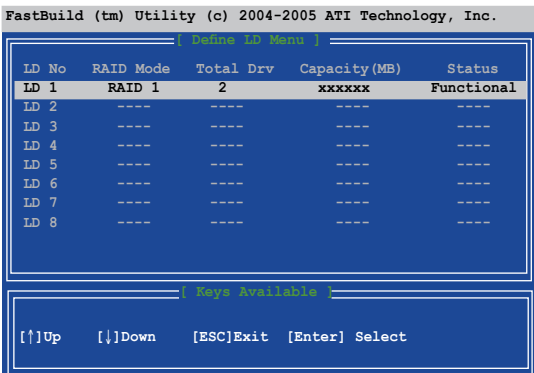 FastBuild (tm) Utility (c) 2004-2005 ATI Technology, Inc.
[ Define LD Menu ]
LD No RAID Mode Total Drv Capacity(MB) Status
LD 1 RAID 1 2 xxxxxx Functional
LD 2 ---- ---- ---- ----
LD 3 ---- ---- ---- ----
LD 4 ---- ---- ---- ----
LD 5 ---- ---- ---- ----
LD 6 ---- ---- ---- ----
LD 7 ---- ---- ---- ----
LD 8 ---- ---- ---- ----
[ Keys Available ]
[↑]Up [↓]Down [ESC]Exit [Enter] Select